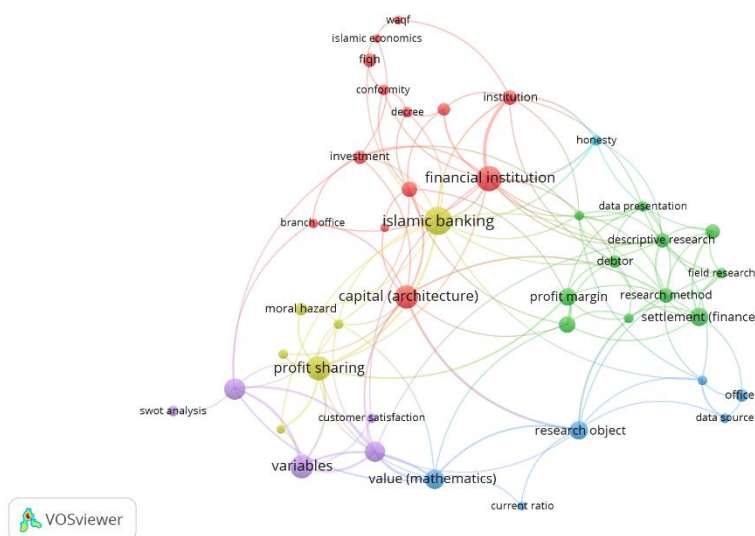 waqf
islamic economics
fiqh
conformity
decree
institution
honesty
investment
financial institution
data presentation
islamic banking
branch office
descriptive research
debtor
field research
capital (architecture)
profit margin
research method
moral hazard
settlement (finance
profit sharing
office
swot analysis
customer satisfaction
data source
research object
variables
value (mathematics)
current ratio
VOSviewer